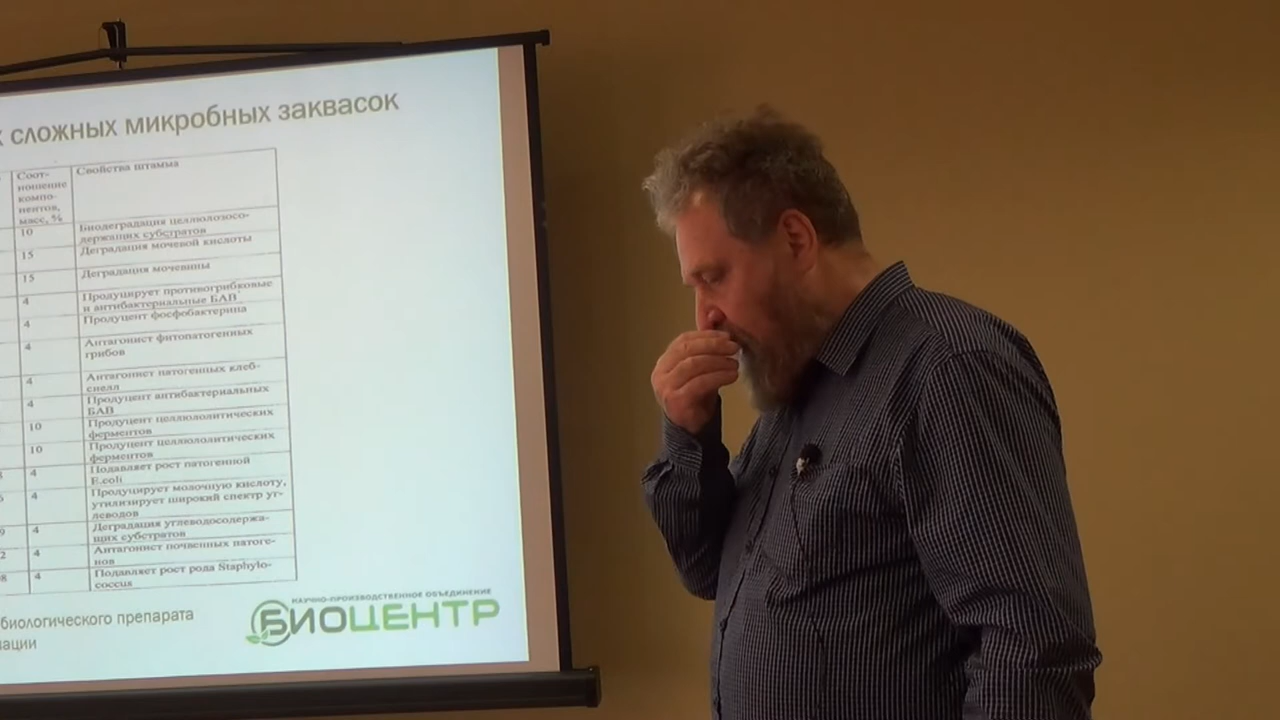 сложных микробных заквасок
Соот-
ношение
компо-
нентов,
масс, %
Свойства штамма
10
Биодеградация целлюлозосо-
держащих субстратов
15
Деградация мочевой кислоты
15
Деградация мочевины
4
Продуцирует противогрибковые
и антибактериальные БАВ
4
Продуцент фосфобактерина
4
Антагонист фитопатогенных
грибов
4
Антагонист патогенных клеб-
сиелл
4
Продуцент антибактериальных
БАВ
10
Продуцент целлюлолитических
ферментов
10
Продуцент целлюлолитических
ферментов
4
Подавляет рост патогенной
E.coli
4
Продуцирует молочную кислоту,
утилизирует широкий спектр уг-
леводов
9
4
Деградация углеводосодержа-
щих субстратов
2
4
Антагонист почвенных патоге-
нов
8
4
Подавляет рост рода Staphylo-
coccus
биологического препарата
ации
НАУЧНО-ПРОИЗВОДСТВЕННОЕ ОБЪЕДИНЕНИЕ
БИОЦЕНТР